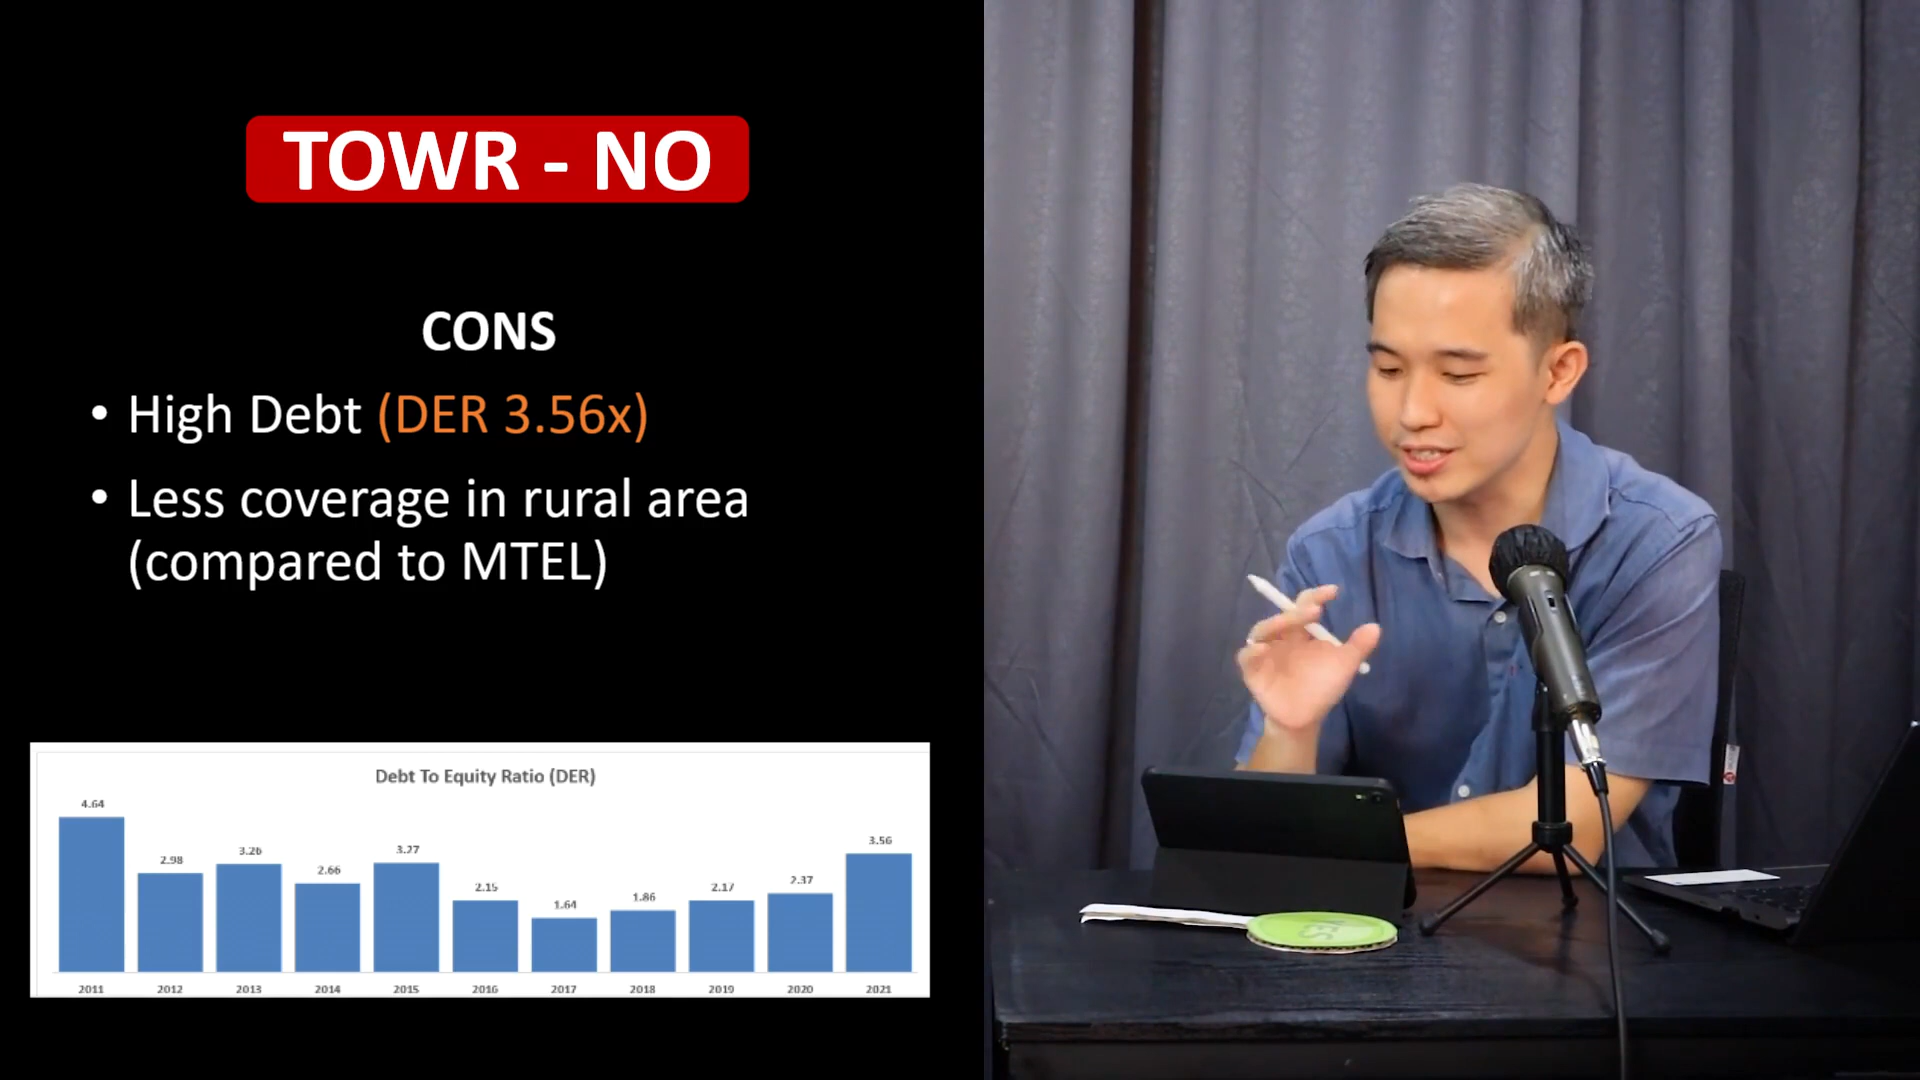 TOWR - NO
CONS
• High Debt (DER 3.56x)
• Less coverage in rural area
(compared to MTEL)
Debt To Equity Ratio (DER)
4.64
2.98
3.26
2.66
3.27
2.15
1.64
1.86
2.17
2.37
3.56
2011 2012 2013 2014 2015 2016 2017 2018 2019 2020 2021
YES